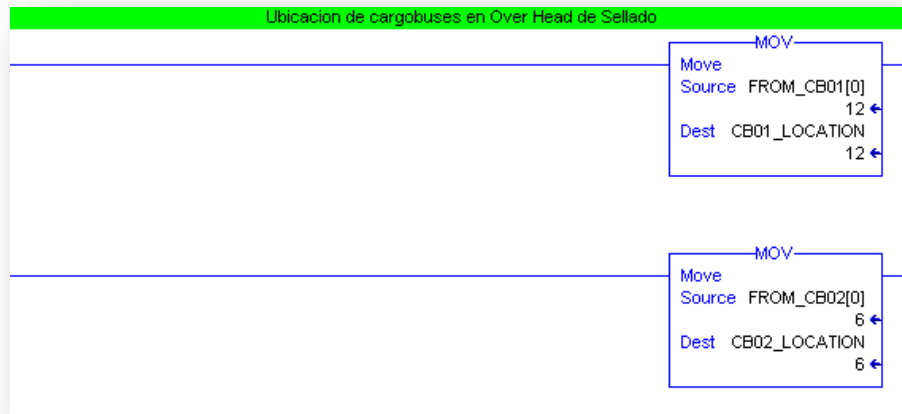 Ubicacion de cargobuses en Over Head de Sellado
MOV
Move
Source FROM_CB01[0]
12
Dest CB01_LOCATION
12
MOV
Move
Source FROM_CB02[0]
6
Dest CB02_LOCATION
6